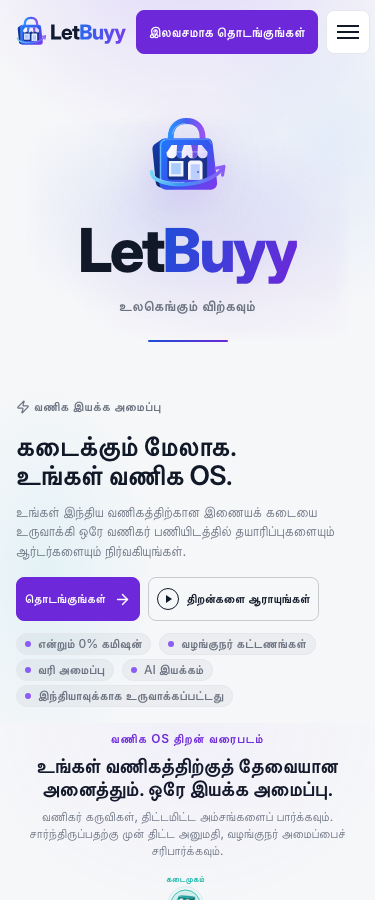 LetBuyy
இலவசமாக தொடங்குங்கள்
LetBuyy
உலகெங்கும் விற்கவும்
வணிக இயக்க அமைப்பு
கடைக்கும் மேலாக.
உங்கள் வணிக OS.
உங்கள் இந்திய வணிகத்திற்கான இணையக் கடையை
உருவாக்கி ஒரே வணிகர் பணியிடத்தில் தயாரிப்புகளையும்
ஆர்டர்களையும் நிர்வகியுங்கள்.
தொடங்குங்கள்
திறன்களை ஆராயுங்கள்
என்றும் 0% கமிஷன்
வழங்குநர் கட்டணங்கள்
வரி அமைப்பு
AI இயக்கம்
இந்தியாவுக்காக உருவாக்கப்பட்டது
வணிக OS திறன் வரைபடம்
உங்கள் வணிகத்திற்குத் தேவையான
அனைத்தும். ஒரே இயக்க அமைப்பு.
வணிகர் கருவிகள், திட்டமிட்ட அம்சங்களைப் பார்க்கவும்.
சார்ந்திருப்பதற்கு முன் திட்ட அனுமதி, வழங்குநர் அமைப்பைச்
சரிபார்க்கவும்.
கடைமுகம்